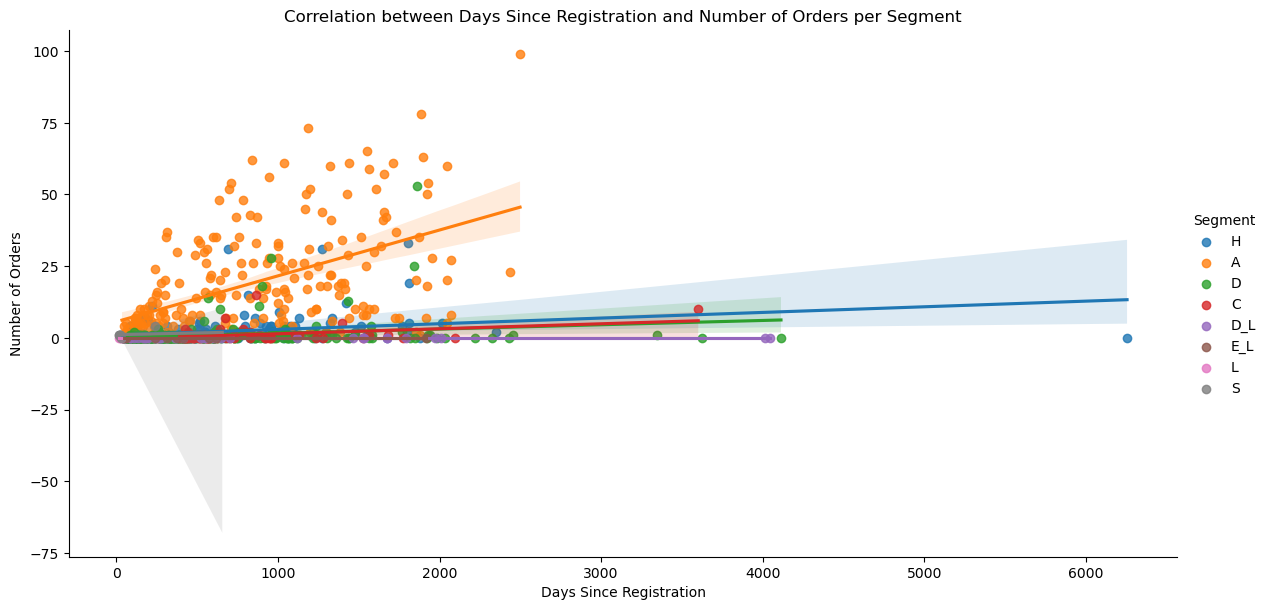 Correlation between Days Since Registration and Number of Orders per Segment
100
75
50
25
0
−25
−50
−75
Number of Orders
0 1000 2000 3000 4000 5000 6000
Days Since Registration
Segment
H
A
D
C
D_L
E_L
L
S